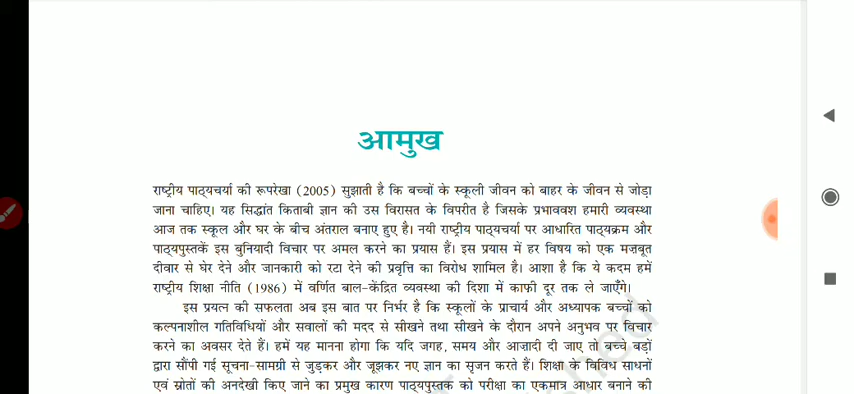 आमुख
राष्ट्रीय पाठ्यचर्या की रूपरेखा (2005) सुझाती है कि बच्चों के स्कूली जीवन को बाहर के जीवन से जोड़ा
जाना चाहिए। यह सिद्धांत किताबी ज्ञान की उस विरासत के विपरीत है जिसके प्रभाववश हमारी व्यवस्था
आज तक स्कूल और घर के बीच अंतराल बनाए हुए है। नयी राष्ट्रीय पाठ्यचर्या पर आधारित पाठ्यक्रम और
पाठ्यपुस्तकें इस बुनियादी विचार पर अमल करने का प्रयास हैं। इस प्रयास में हर विषय को एक मज़बूत
दीवार से घेर देने और जानकारी को रटा देने की प्रवृत्ति का विरोध शामिल है। आशा है कि ये कदम हमें
राष्ट्रीय शिक्षा नीति (1986) में वर्णित बाल-केंद्रित व्यवस्था की दिशा में काफी दूर तक ले जाएँगे।
इस प्रयत्न की सफलता अब इस बात पर निर्भर है कि स्कूलों के प्राचार्य और अध्यापक बच्चों को
कल्पनाशील गतिविधियों और सवालों की मदद से सीखने तथा सीखने के दौरान अपने अनुभव पर विचार
करने का अवसर देते हैं। हमें यह मानना होगा कि यदि जगह, समय और आज़ादी दी जाए तो बच्चे बड़ों
द्वारा सौंपी गई सूचना-सामग्री से जुड़कर और जूझकर नए ज्ञान का सृजन करते हैं। शिक्षा के विविध साधनों
एवं स्रोतों की अनदेखी किए जाने का प्रमुख कारण पाठ्यपुस्तक को परीक्षा का एकमात्र आधार बनाने की